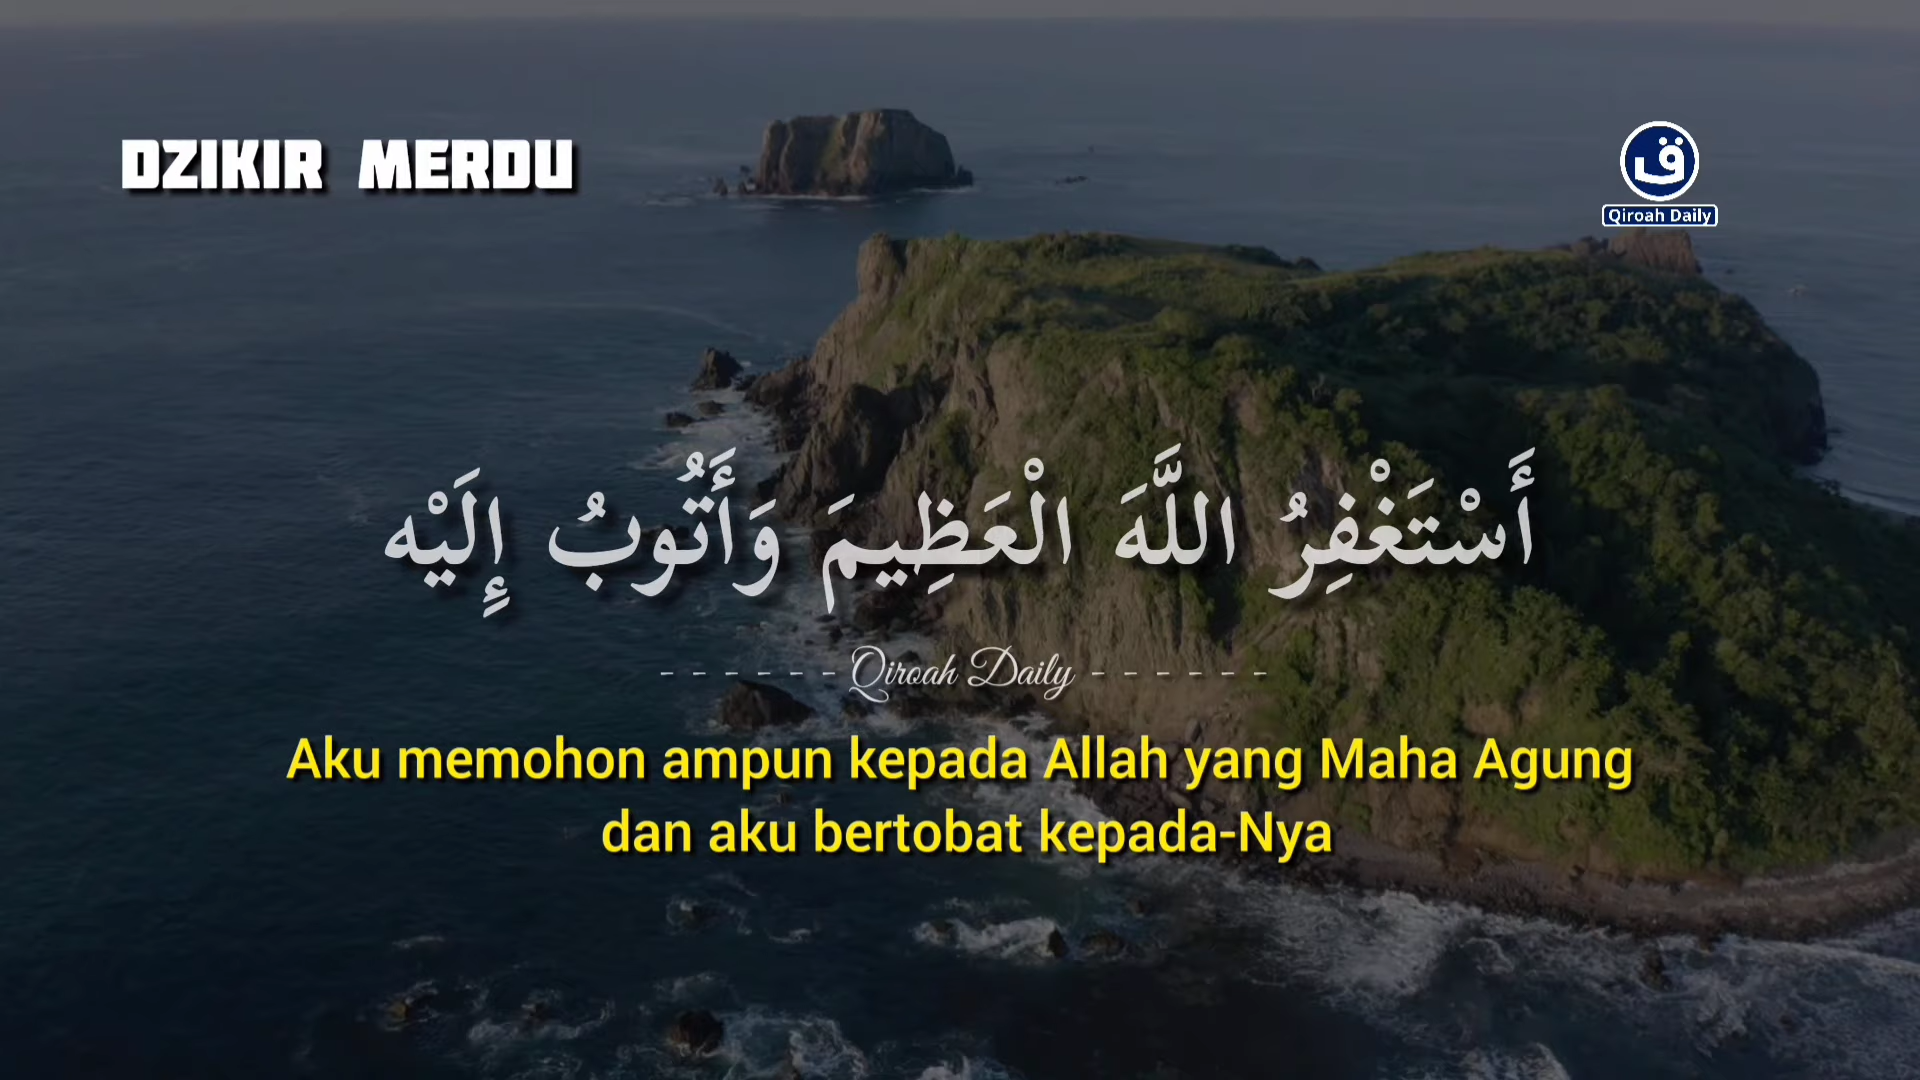 DZIKIR MERDU
ق
Qiroah Daily
أَسْتَغْفِرُ اللَّهَ الْعَظِيمَ وَأَتُوبُ إِلَيْه
- - - - - - Qiroah Daily - - - - - -
Aku memohon ampun kepada Allah yang Maha Agung
dan aku bertobat kepada-Nya